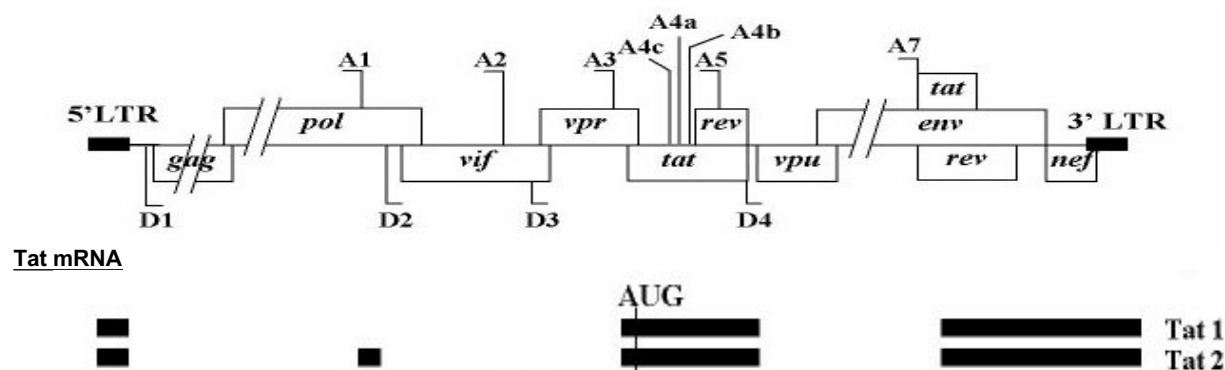 A4a
A4c A4b
A1 A2 A3 A5 A7
5'LTR pol vpr rev tat env 3' LTR
gag vif tat vpu rev nef
D1 D2 D3 D4
Tat mRNA
AUG
Tat 1
Tat 2